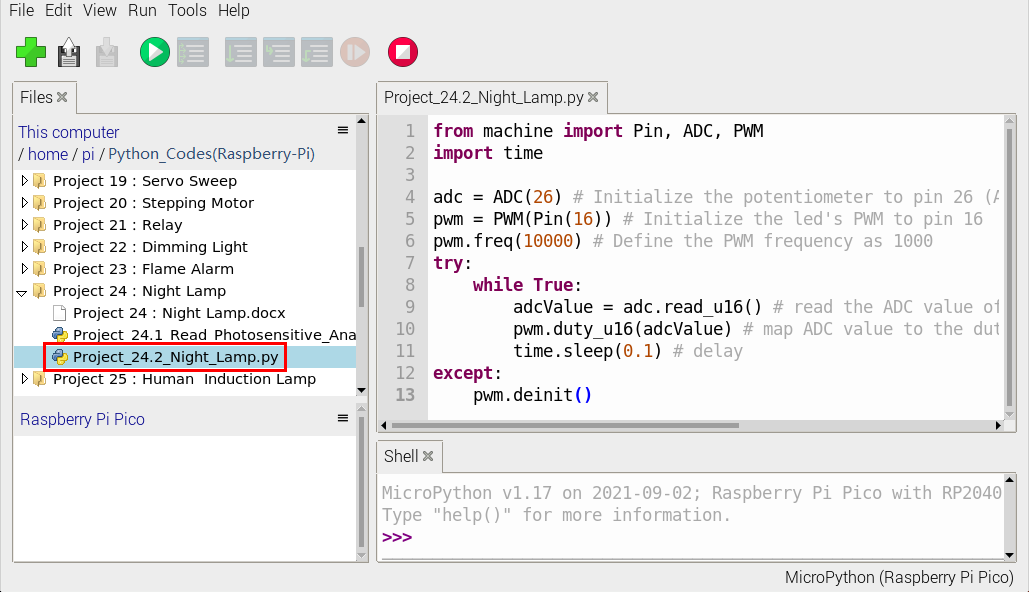 File Edit View Run Tools Help
Files
This computer
/ home / pi / Python_Codes(Raspberry-Pi)
Project 19 : Servo Sweep
Project 20 : Stepping Motor
Project 21 : Relay
Project 22 : Dimming Light
Project 23 : Flame Alarm
Project 24 : Night Lamp
Project 24 : Night Lamp.docx
Project_24.1_Read_Photosensitive_Ana
Project_24.2_Night_Lamp.py
Project 25 : Human Induction Lamp
Raspberry Pi Pico
Project_24.2_Night_Lamp.py
1 from machine import Pin, ADC, PWM
2 import time
3
4 adc = ADC(26) # Initialize the potentiometer to pin 26 (A
5 pwm = PWM(Pin(16)) # Initialize the led's PWM to pin 16
6 pwm.freq(10000) # Define the PWM frequency as 1000
7 try:
8 while True:
9 adcValue = adc.read_u16() # read the ADC value of
10 pwm.duty_u16(adcValue) # map ADC value to the dut
11 time.sleep(0.1) # delay
12 except:
13 pwm.deinit()
Shell
MicroPython v1.17 on 2021-09-02; Raspberry Pi Pico with RP2040
Type "help()" for more information.
>>>
MicroPython (Raspberry Pi Pico)